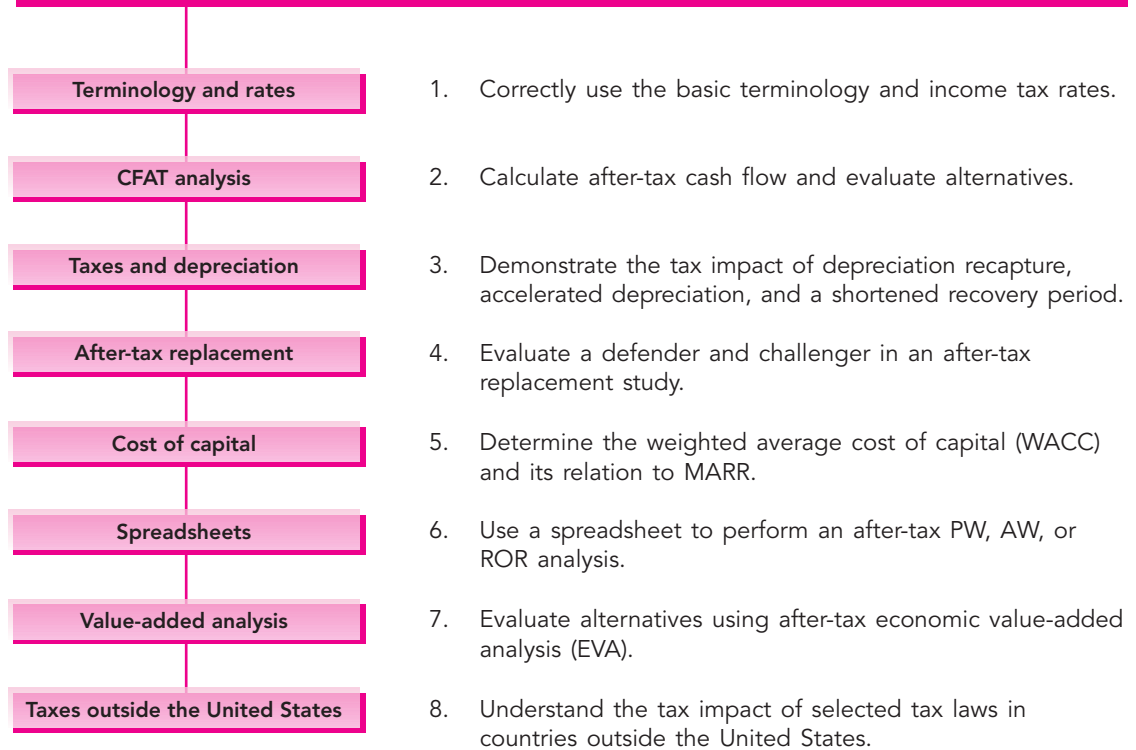 Terminology and rates 1. Correctly use the basic terminology and income tax rates.
CFAT analysis 2. Calculate after-tax cash flow and evaluate alternatives.
Taxes and depreciation 3. Demonstrate the tax impact of depreciation recapture,
accelerated depreciation, and a shortened recovery period.
After-tax replacement 4. Evaluate a defender and challenger in an after-tax
replacement study.
Cost of capital 5. Determine the weighted average cost of capital (WACC)
and its relation to MARR.
Spreadsheets 6. Use a spreadsheet to perform an after-tax PW, AW, or
ROR analysis.
Value-added analysis 7. Evaluate alternatives using after-tax economic value-added
analysis (EVA).
Taxes outside the United States 8. Understand the tax impact of selected tax laws in
countries outside the United States.